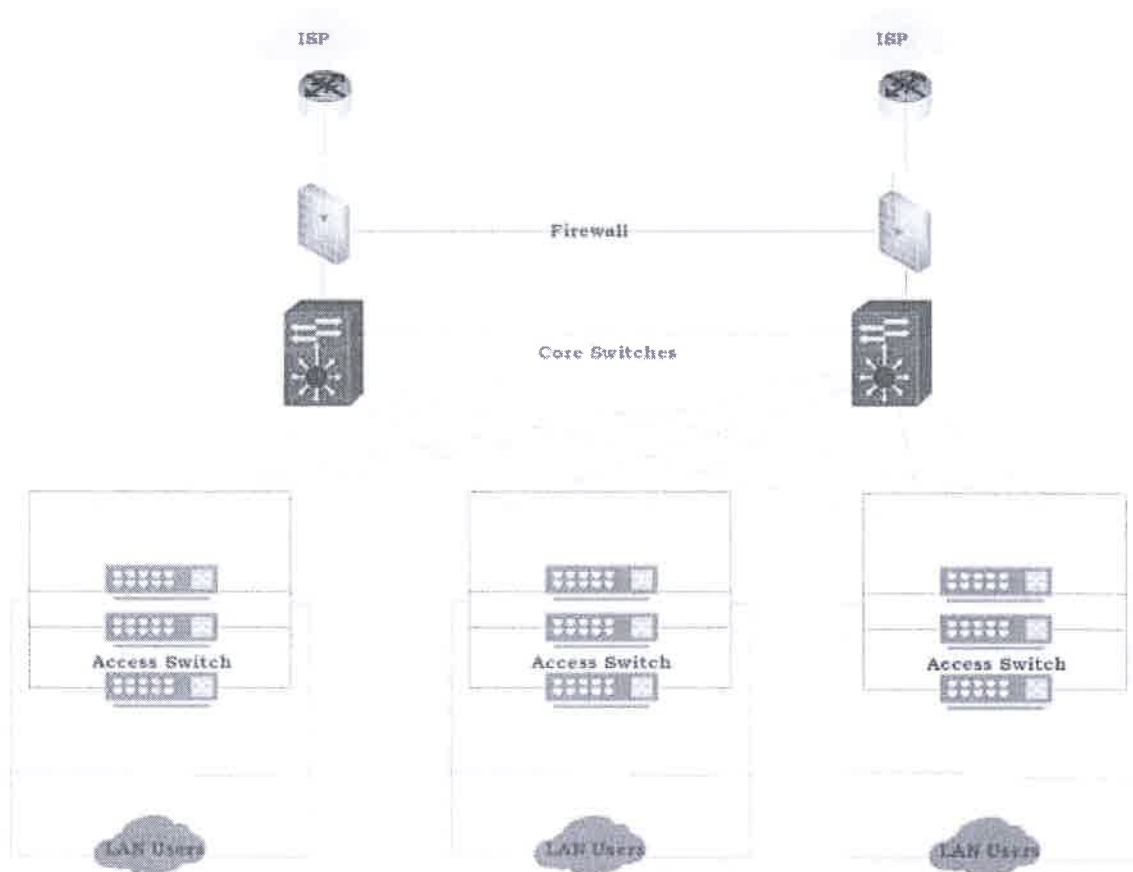 ISP
ISP
Firewall
Core Switches
Access Switch
Access Switch
Access Switch
LAN Users
LAN Users
LAN Users